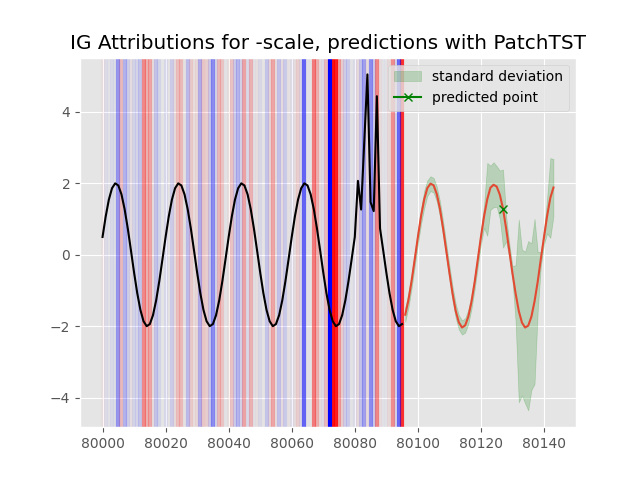 IG Attributions for -scale, predictions with PatchTST
standard deviation
predicted point
4
2
0
−2
−4
80000 80020 80040 80060 80080 80100 80120 80140